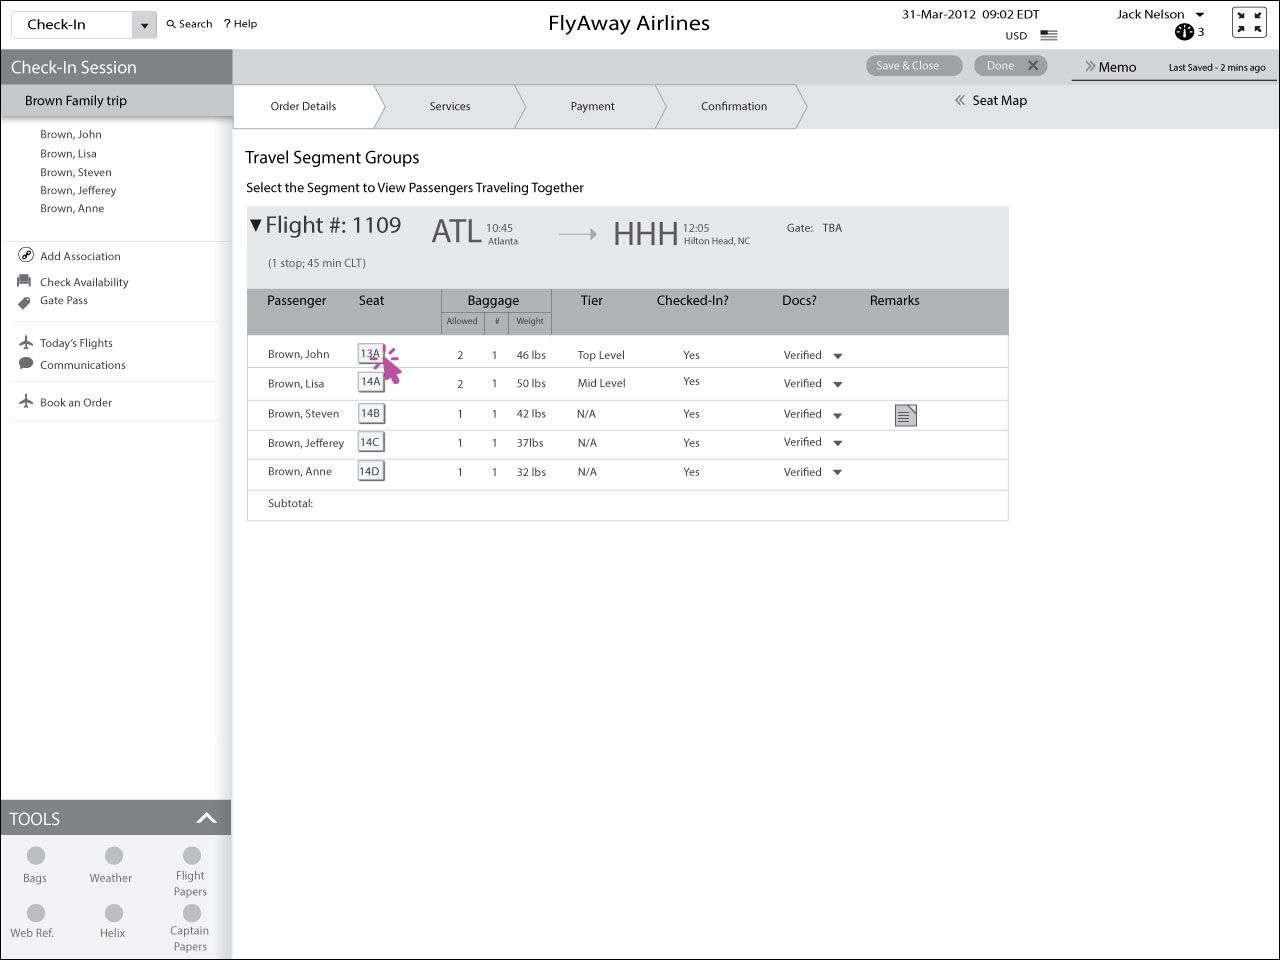 Check-In
Search
? Help
FlyAway Airlines
31-Mar-2012 09:02 EDT
USD
Jack Nelson
3
Check-In Session
Save & Close
Done
Memo
Last Saved - 2 mins ago
Brown Family trip
Order Details
Services
Payment
Confirmation
Seat Map
Brown, John
Brown, Lisa
Brown, Steven
Brown, Jefferey
Brown, Anne
Add Association
Check Availability
Gate Pass
Today's Flights
Communications
Book an Order
Travel Segment Groups
Select the Segment to View Passengers Traveling Together
Flight #: 1109
ATL
10:45
Atlanta
HHH
12:05
Hilton Head, NC
Gate: TBA
(1 stop; 45 min CLT)
Passenger Seat Baggage Tier Checked-In? Docs? Remarks
Allowed # Weight
Brown, John 13A 2 1 46 lbs Top Level Yes Verified
Brown, Lisa 14A 2 1 50 lbs Mid Level Yes Verified
Brown, Steven 14B 1 1 42 lbs N/A Yes Verified
Brown, Jefferey 14C 1 1 37lbs N/A Yes Verified
Brown, Anne 14D 1 1 32 lbs N/A Yes Verified
Subtotal:
TOOLS
Bags
Weather
Flight
Papers
Web Ref.
Helix
Captain
Papers